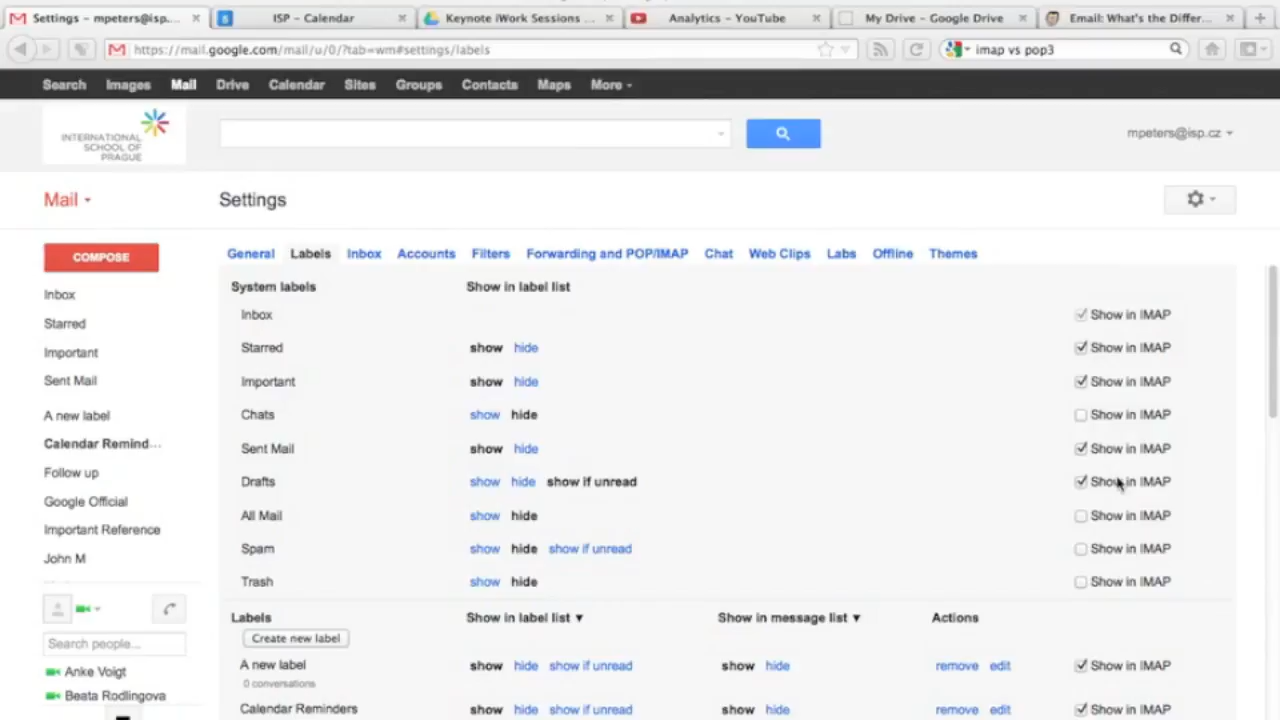 Settings - mpeters@isp.... ISP - Calendar Keynote iWork Sessions ... Analytics - YouTube My Drive - Google Drive Email: What's the Differ...
https://mail.google.com/mail/u/0/?tab=wm#settings/labels imap vs pop3
Search Images Mail Drive Calendar Sites Groups Contacts Maps More
INTERNATIONAL
SCHOOL OF
PRAGUE
mpeters@isp.cz
Mail Settings
COMPOSE
General Labels Inbox Accounts Filters Forwarding and POP/IMAP Chat Web Clips Labs Offline Themes
Inbox
Starred
Important
Sent Mail
A new label
Calendar Remind...
Follow up
Google Official
Important Reference
John M
Search people...
Anke Voigt
Beata Rodlingova
System labels Show in label list
Inbox Show in IMAP
Starred show hide Show in IMAP
Important show hide Show in IMAP
Chats show hide Show in IMAP
Sent Mail show hide Show in IMAP
Drafts show hide show if unread Show in IMAP
All Mail show hide Show in IMAP
Spam show hide show if unread Show in IMAP
Trash show hide Show in IMAP
Labels Show in label list ▼ Show in message list ▼ Actions
Create new label
A new label show hide show if unread show hide remove edit Show in IMAP
0 conversations
Calendar Reminders show hide show if unread show hide remove edit Show in IMAP